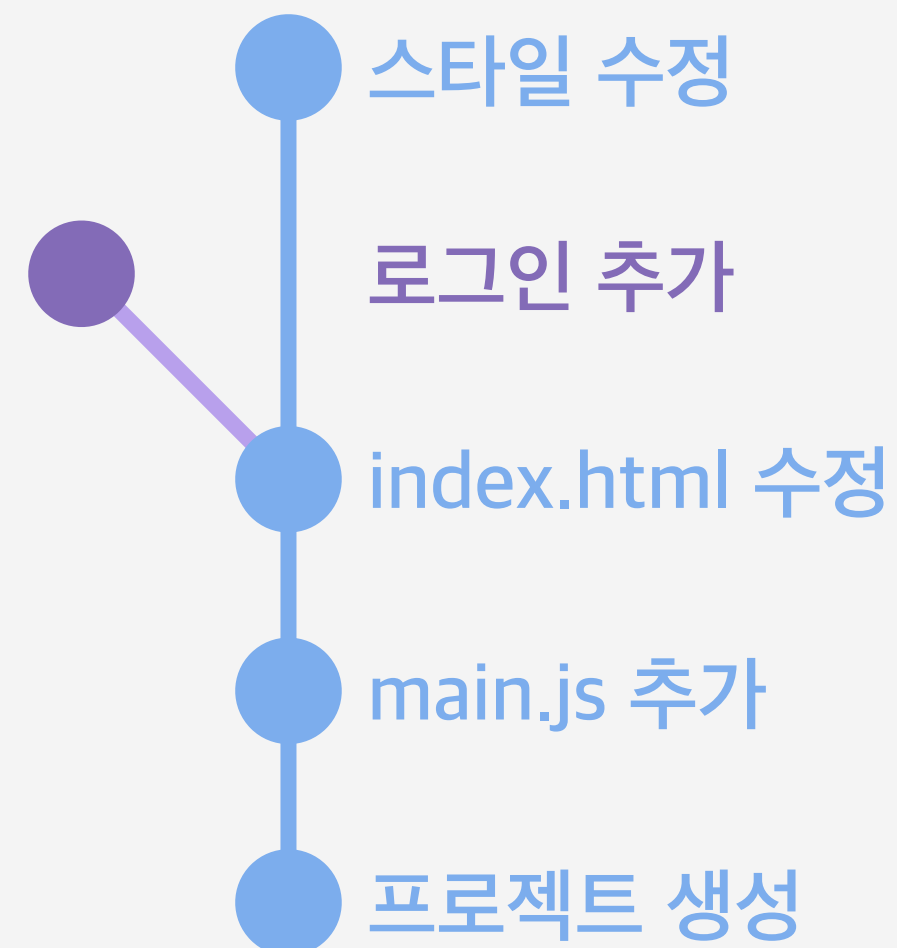 스타일 수정
로그인 추가
index.html 수정
main.js 추가
프로젝트 생성